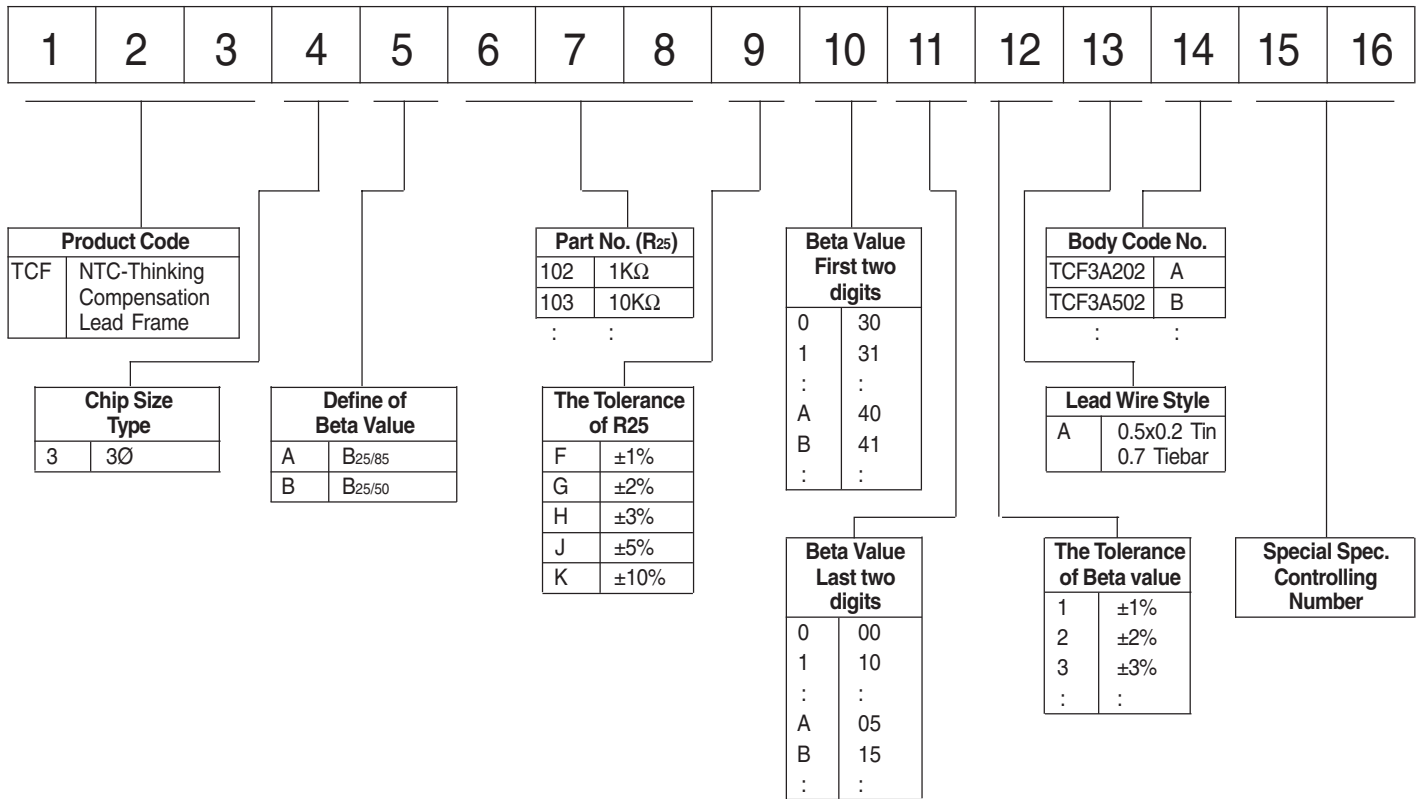 1 2 3 4 5 6 7 8 9 10 11 12 13 14 15 16
Product Code
TCF NTC-Thinking
Compensation
Lead Frame
Chip Size
Type
3 3Ø
Define of
Beta Value
A B25/85
B B25/50
Part No. (R25)
102 1KΩ
103 10KΩ
: :
The Tolerance
of R25
F ±1%
G ±2%
H ±3%
J ±5%
K ±10%
Beta Value
First two
digits
0 30
1 31
: :
A 40
B 41
: :
Beta Value
Last two
digits
0 00
1 10
: :
A 05
B 15
: :
Body Code No.
TCF3A202 A
TCF3A502 B
: :
Lead Wire Style
A 0.5x0.2 Tin
0.7 Tiebar
The Tolerance
of Beta value
1 ±1%
2 ±2%
3 ±3%
: :
Special Spec.
Controlling
Number